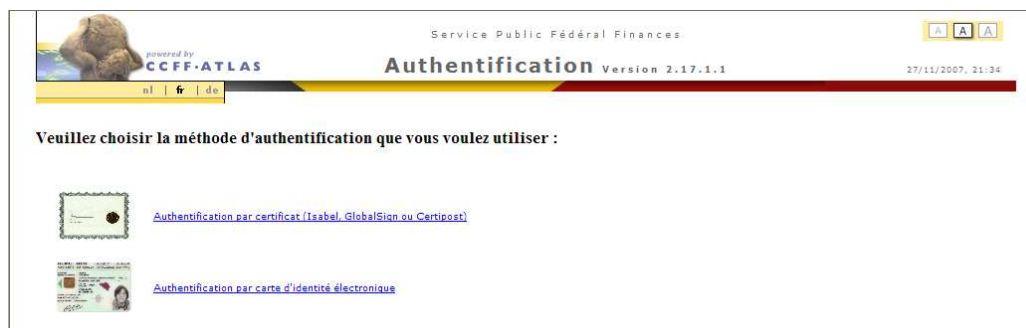 Service Public Fédéral Finances
A A A
powered by
CCFF-ATLAS
Authentification Version 2.17.1.1
27/11/2007, 21:34
nl | fr | de
Veuillez choisir la méthode d'authentification que vous voulez utiliser :
Authentification par certificat (Isabel, GlobalSign ou Certipost)
Authentification par carte d'identité électronique